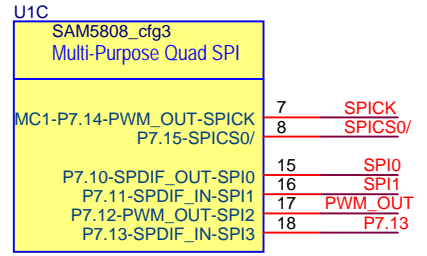 U1C
SAM5808_cfg3
Multi-Purpose Quad SPI
MC1-P7.14-PWM_OUT-SPICK 7 SPICK
P7.15-SPICS0/ 8 SPICS0/
P7.10-SPDIF_OUT-SPI0 15 SPI0
P7.11-SPDIF_IN-SPI1 16 SPI1
P7.12-PWM_OUT-SPI2 17 PWM_OUT
P7.13-SPDIF_IN-SPI3 18 P7.13